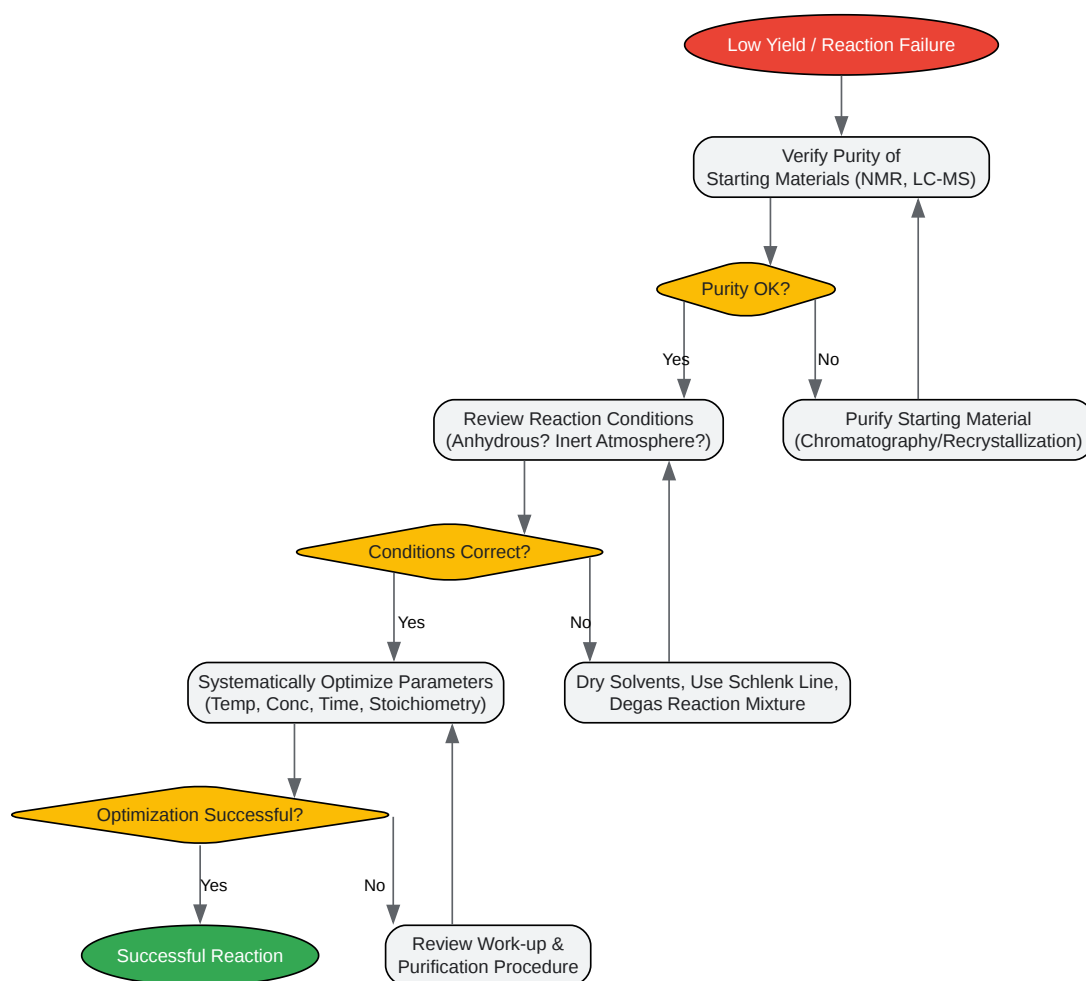 Low Yield / Reaction Failure
Verify Purity of
Starting Materials (NMR, LC-MS)
Purity OK?
Yes
No
Review Reaction Conditions
(Anhydrous? Inert Atmosphere?)
Purify Starting Material
(Chromatography/Recrystallization)
Conditions Correct?
Yes
No
Systematically Optimize Parameters
(Temp, Conc, Time, Stoichiometry)
Dry Solvents, Use Schlenk Line,
Degas Reaction Mixture
Optimization Successful?
Yes
No
Successful Reaction
Review Work-up &
Purification Procedure